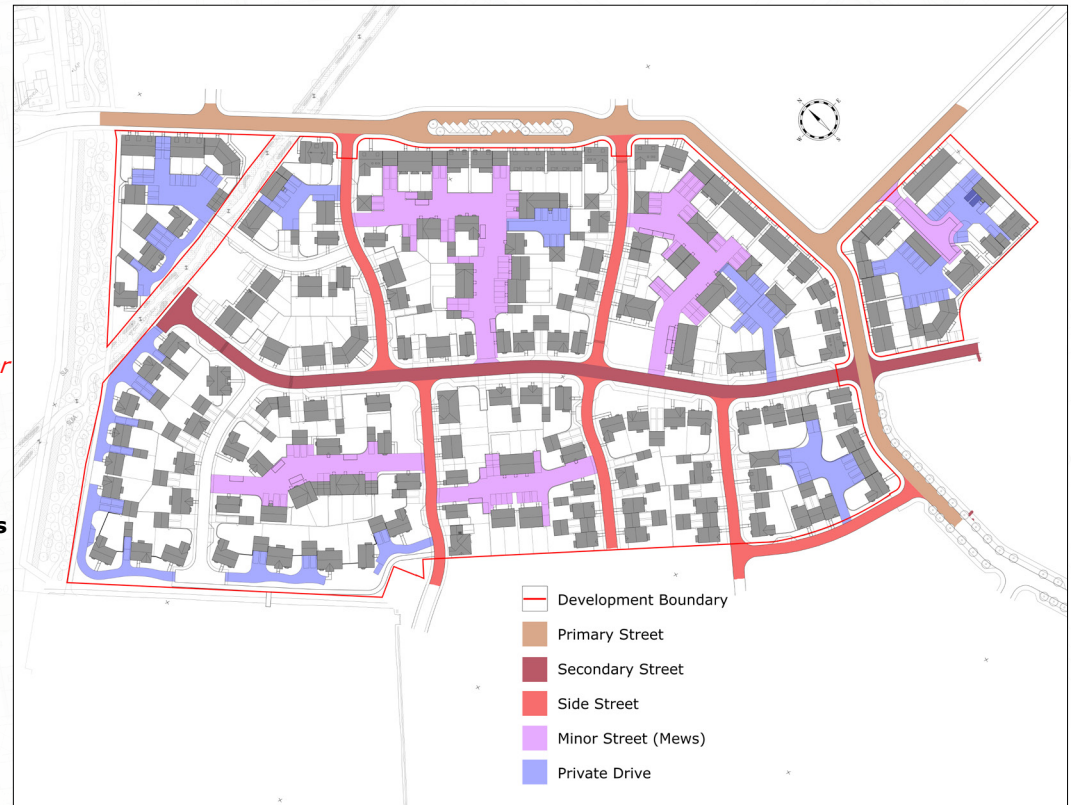 r
s
Development Boundary
Primary Street
Secondary Street
Side Street
Minor Street (Mews)
Private Drive